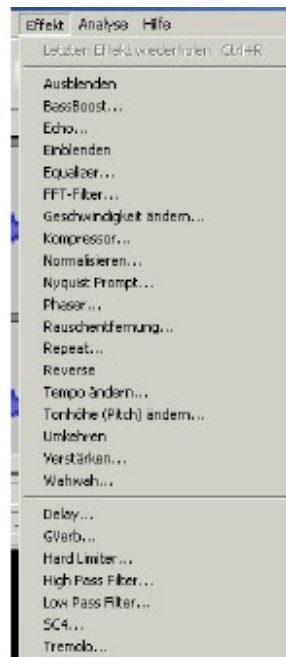 Effekt Analyse Hilfe
Letzten Effekt wiederholen Ctrl+R
Ausblenden
BassBoost...
Echo...
Einblenden
Equalizer...
FFT-Filter...
Geschwindigkeit ändern...
Kompressor...
Normalisieren...
Nyquist Prompt...
Phaser...
Rauschentfernung...
Repeat...
Reverse
Tempo ändern...
Tonhöhe (Pitch) ändern...
Umkehren
Verstärken...
Wahwah...
Delay...
GVerb...
Hard Limiter...
High Pass Filter...
Low Pass Filter...
SC4...
Tremolo...